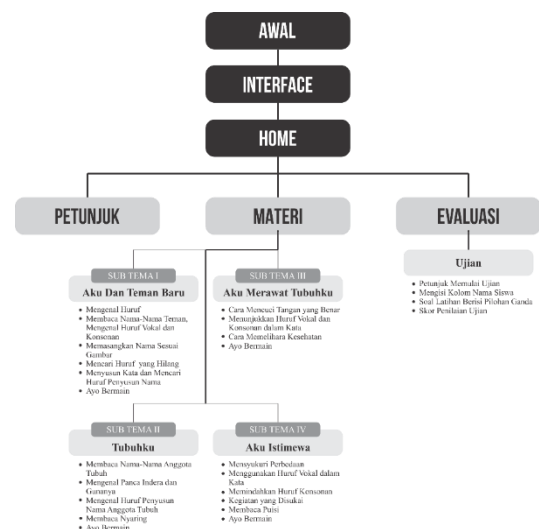 AWAL
INTERFACE
HOME
PETUNJUK
MATERI
EVALUASI
SUB TEMA I
Aku Dan Teman Baru
• Mengenal Huruf
• Membaca Nama-Nama Teman,
Mengenal Huruf Vokal dan
Konsonan
• Memasangkan Nama Sesuai
Gambar
• Mencari Huruf yang Hilang
• Menyusun Kata dan Mencari
Huruf Penyusun Nama
• Ayo Bermain
SUB TEMA III
Aku Merawat Tubuhku
• Cara Mencuci Tangan yang Benar
• Menunjukkan Huruf Vokal dan
Konsonan dalam Kata
• Cara Memelihara Kesehatan
• Ayo Bermain
Ujian
• Petunjuk Memulai Ujian
• Mengisi Kolom Nama Siswa
• Soal Latihan Berisi Pilohan Ganda
• Skor Penilaian Ujian
SUB TEMA II
Tubuhku
• Membaca Nama-Nama Anggota
Tubuh
• Mengenal Panca Indera dan
Gunanya
• Mengenal Huruf Penyusun
Nama Anggota Tubuh
• Membaca Nyaring
• Ayo Bermain
SUB TEMA IV
Aku Istimewa
• Mensyukuri Perbedaan
• Menggunakan Huruf Vokal dalam
Kata
• Memindahkan Huruf Konsonan
• Kegiatan yang Disukai
• Membaca Puisi
• Ayo Bermain